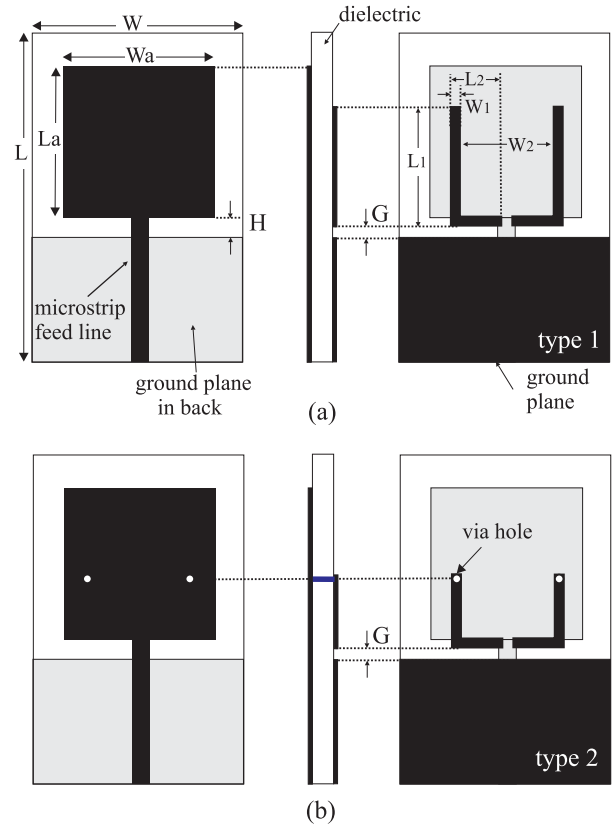 dielectric
W
Wa
La
L
H
microstrip
feed line
ground plane
in back
L2
W1
L1
W2
G
type 1
ground
plane
(a)
via hole
G
type 2
(b)